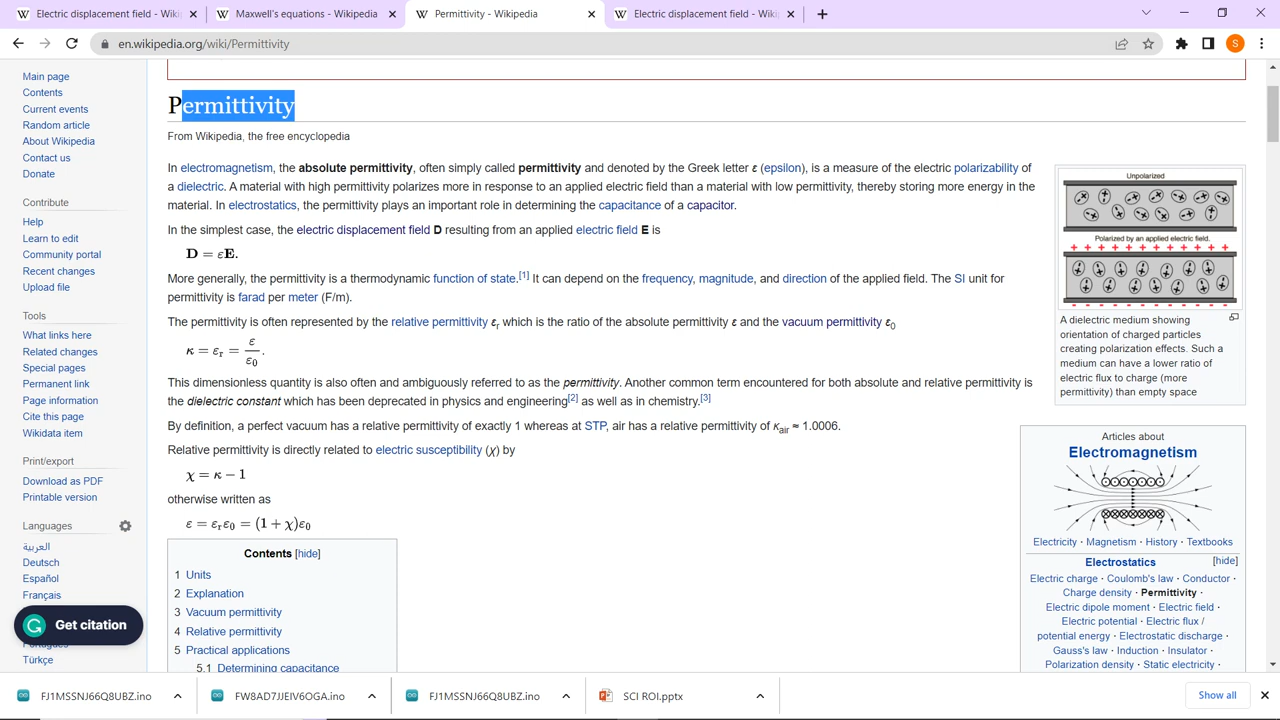 Electric displacement field - Wiki
Maxwell's equations - Wikipedia
Permittivity - Wikipedia
Electric displacement field - Wiki
en.wikipedia.org/wiki/Permittivity
S
Main page
Contents
Current events
Random article
About Wikipedia
Contact us
Donate
Contribute
Help
Learn to edit
Community portal
Recent changes
Upload file
Tools
What links here
Related changes
Special pages
Permanent link
Page information
Cite this page
Wikidata item
Print/export
Download as PDF
Printable version
Languages
العربية
Deutsch
Español
Français
Get citation
Türkçe
Permittivity
From Wikipedia, the free encyclopedia
In electromagnetism, the absolute permittivity, often simply called permittivity and denoted by the Greek letter ε (epsilon), is a measure of the electric polarizability of
a dielectric. A material with high permittivity polarizes more in response to an applied electric field than a material with low permittivity, thereby storing more energy in the
material. In electrostatics, the permittivity plays an important role in determining the capacitance of a capacitor.
In the simplest case, the electric displacement field D resulting from an applied electric field E is
D = εE.
More generally, the permittivity is a thermodynamic function of state.[1] It can depend on the frequency, magnitude, and direction of the applied field. The SI unit for
permittivity is farad per meter (F/m).
The permittivity is often represented by the relative permittivity εr which is the ratio of the absolute permittivity ε and the vacuum permittivity ε0
κ = εr = ε/ε0.
This dimensionless quantity is also often and ambiguously referred to as the permittivity. Another common term encountered for both absolute and relative permittivity is
the dielectric constant which has been deprecated in physics and engineering[2] as well as in chemistry.[3]
By definition, a perfect vacuum has a relative permittivity of exactly 1 whereas at STP, air has a relative permittivity of κair ≈ 1.0006.
Relative permittivity is directly related to electric susceptibility (χ) by
χ = κ − 1
otherwise written as
ε = εrε0 = (1 + χ)ε0
Contents [hide]
1 Units
2 Explanation
3 Vacuum permittivity
4 Relative permittivity
5 Practical applications
5.1 Determining capacitance
Unpolarized
Polarized by an applied electric field.
A dielectric medium showing
orientation of charged particles
creating polarization effects. Such a
medium can have a lower ratio of
electric flux to charge (more
permittivity) than empty space
Articles about
Electromagnetism
Electricity · Magnetism · History · Textbooks
Electrostatics [hide]
Electric charge · Coulomb's law · Conductor ·
Charge density · Permittivity ·
Electric dipole moment · Electric field ·
Electric potential · Electric flux /
potential energy · Electrostatic discharge ·
Gauss's law · Induction · Insulator ·
Polarization density · Static electricity ·
FJ1MSSNJ66Q8UBZ.ino
FW8AD7JJEIV6OGA.ino
FJ1MSSNJ66Q8UBZ.ino
SCI ROI.pptx
Show all